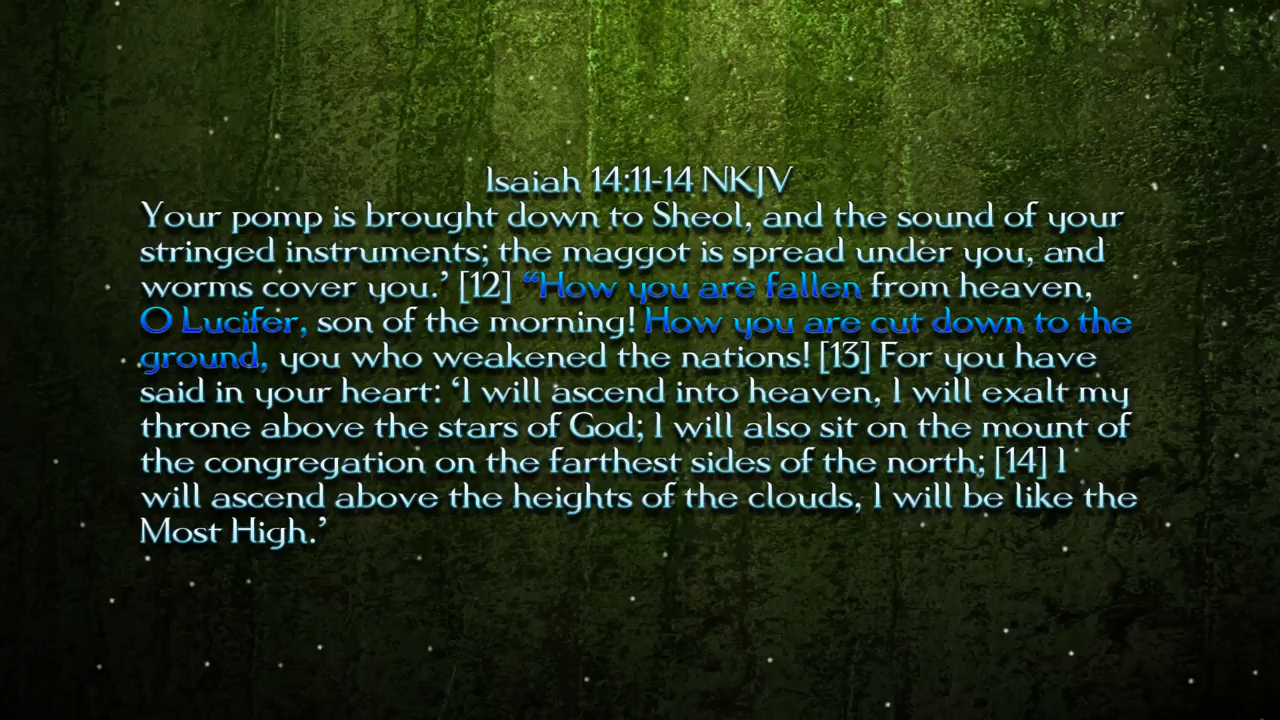 Isaiah 14:11-14 NKJV
Your pomp is brought down to Sheol, and the sound of your
stringed instruments; the maggot is spread under you, and
worms cover you.’ [12] “How you are fallen from heaven,
O Lucifer, son of the morning! How you are cut down to the
ground, you who weakened the nations! [13] For you have
said in your heart: ‘I will ascend into heaven, I will exalt my
throne above the stars of God; I will also sit on the mount of
the congregation on the farthest sides of the north; [14] I
will ascend above the heights of the clouds, I will be like the
Most High.’